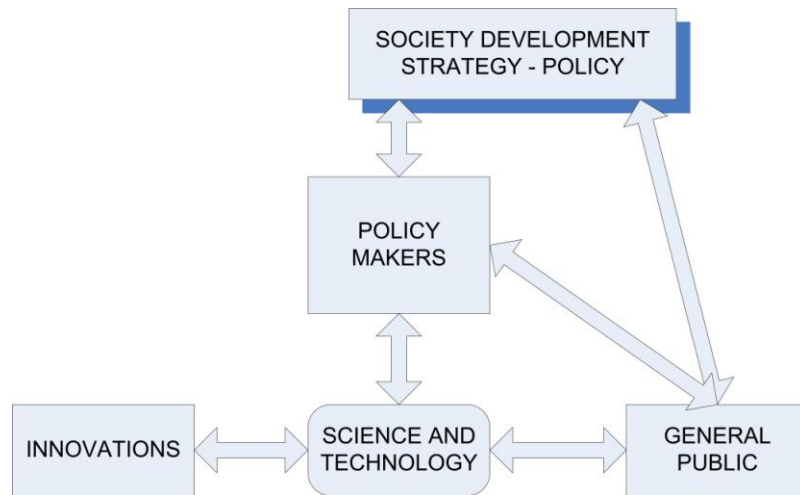 SOCIETY DEVELOPMENT
STRATEGY - POLICY
POLICY
MAKERS
INNOVATIONS
SCIENCE AND
TECHNOLOGY
GENERAL
PUBLIC